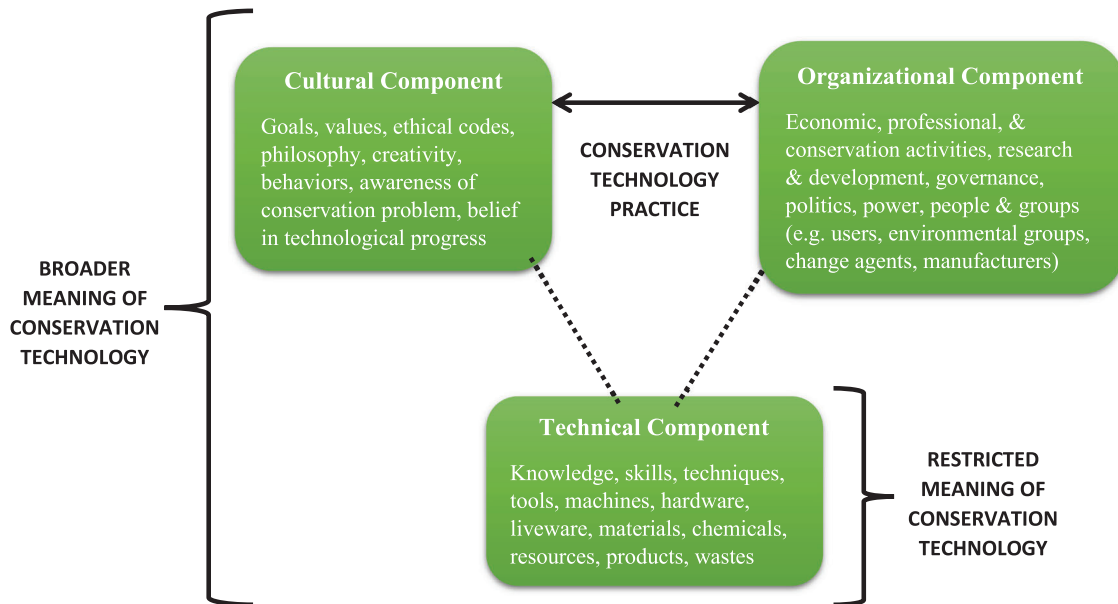 BROADER
MEANING OF
CONSERVATION
TECHNOLOGY
Cultural Component
Goals, values, ethical codes,
philosophy, creativity,
behaviors, awareness of
conservation problem, belief
in technological progress
CONSERVATION
TECHNOLOGY
PRACTICE
Organizational Component
Economic, professional, &
conservation activities, research
& development, governance,
politics, power, people & groups
(e.g. users, environmental groups,
change agents, manufacturers)
Technical Component
Knowledge, skills, techniques,
tools, machines, hardware,
liveware, materials, chemicals,
resources, products, wastes
RESTRICTED
MEANING OF
CONSERVATION
TECHNOLOGY